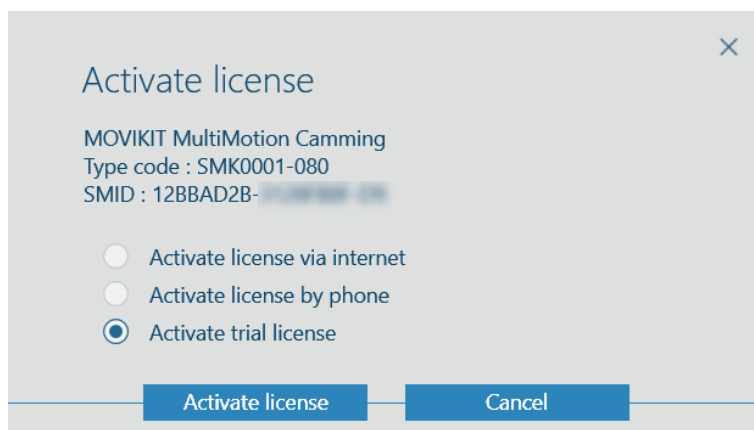 Activate license
MOVIKIT MultiMotion Camming
Type code : SMK0001-080
SMID : 12BBAD2B-
Activate license via internet
Activate license by phone
Activate trial license
Activate license
Cancel